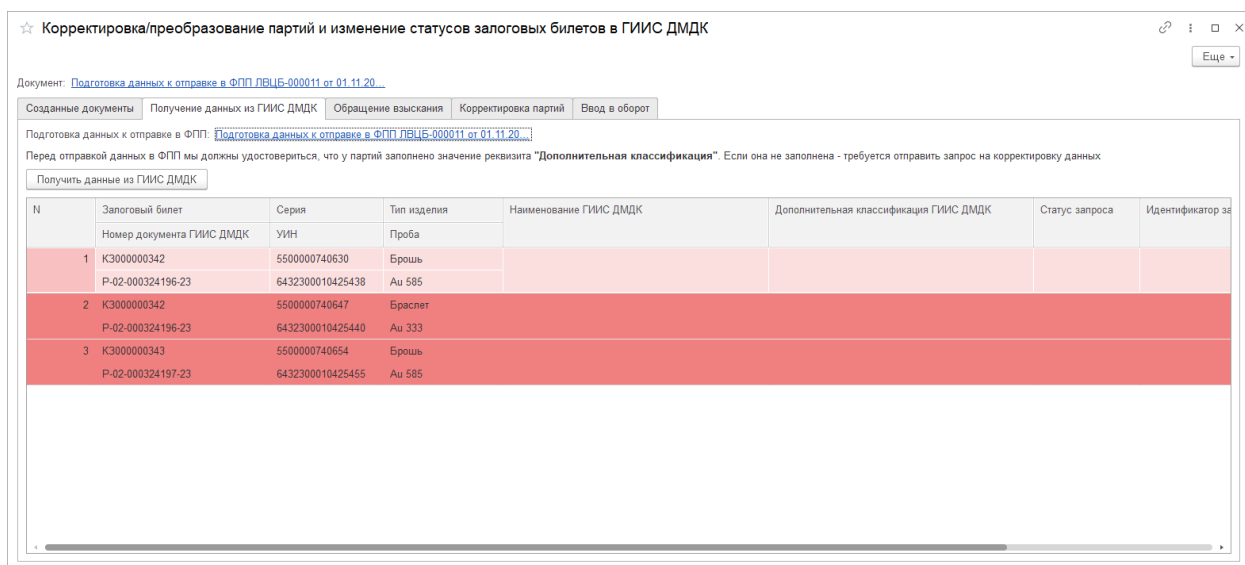 Корректировка/преобразование партий и изменение статусов залоговых билетов в ГИИС ДМДК
Еще
Документ: Подготовка данных к отправке в ФПП ЛВЦБ-000011 от 01.11.20...
Созданные документы Получение данных из ГИИС ДМДК Обращение взыскания Корректировка партий Ввод в оборот
Подготовка данных к отправке в ФПП: Подготовка данных к отправке в ФПП ЛВЦБ-000011 от 01.11.20...
Перед отправкой данных в ФПП мы должны удостовериться, что у партий заполнено значение реквизита "Дополнительная классификация". Если она не заполнена - требуется отправить запрос на корректировку данных
Получить данные из ГИИС ДМДК
N Залоговый билет Серия Тип изделия Наименование ГИИС ДМДК Дополнительная классификация ГИИС ДМДК Статус запроса Идентификатор за
Номер документа ГИИС ДМДК УИН Проба
1 К3000000342 5500000740630 Брошь
Р-02-000324196-23 6432300010425438 Au 585
2 К3000000342 5500000740647 Браслет
Р-02-000324196-23 6432300010425440 Au 333
3 К3000000343 5500000740654 Брошь
Р-02-000324197-23 6432300010425455 Au 585